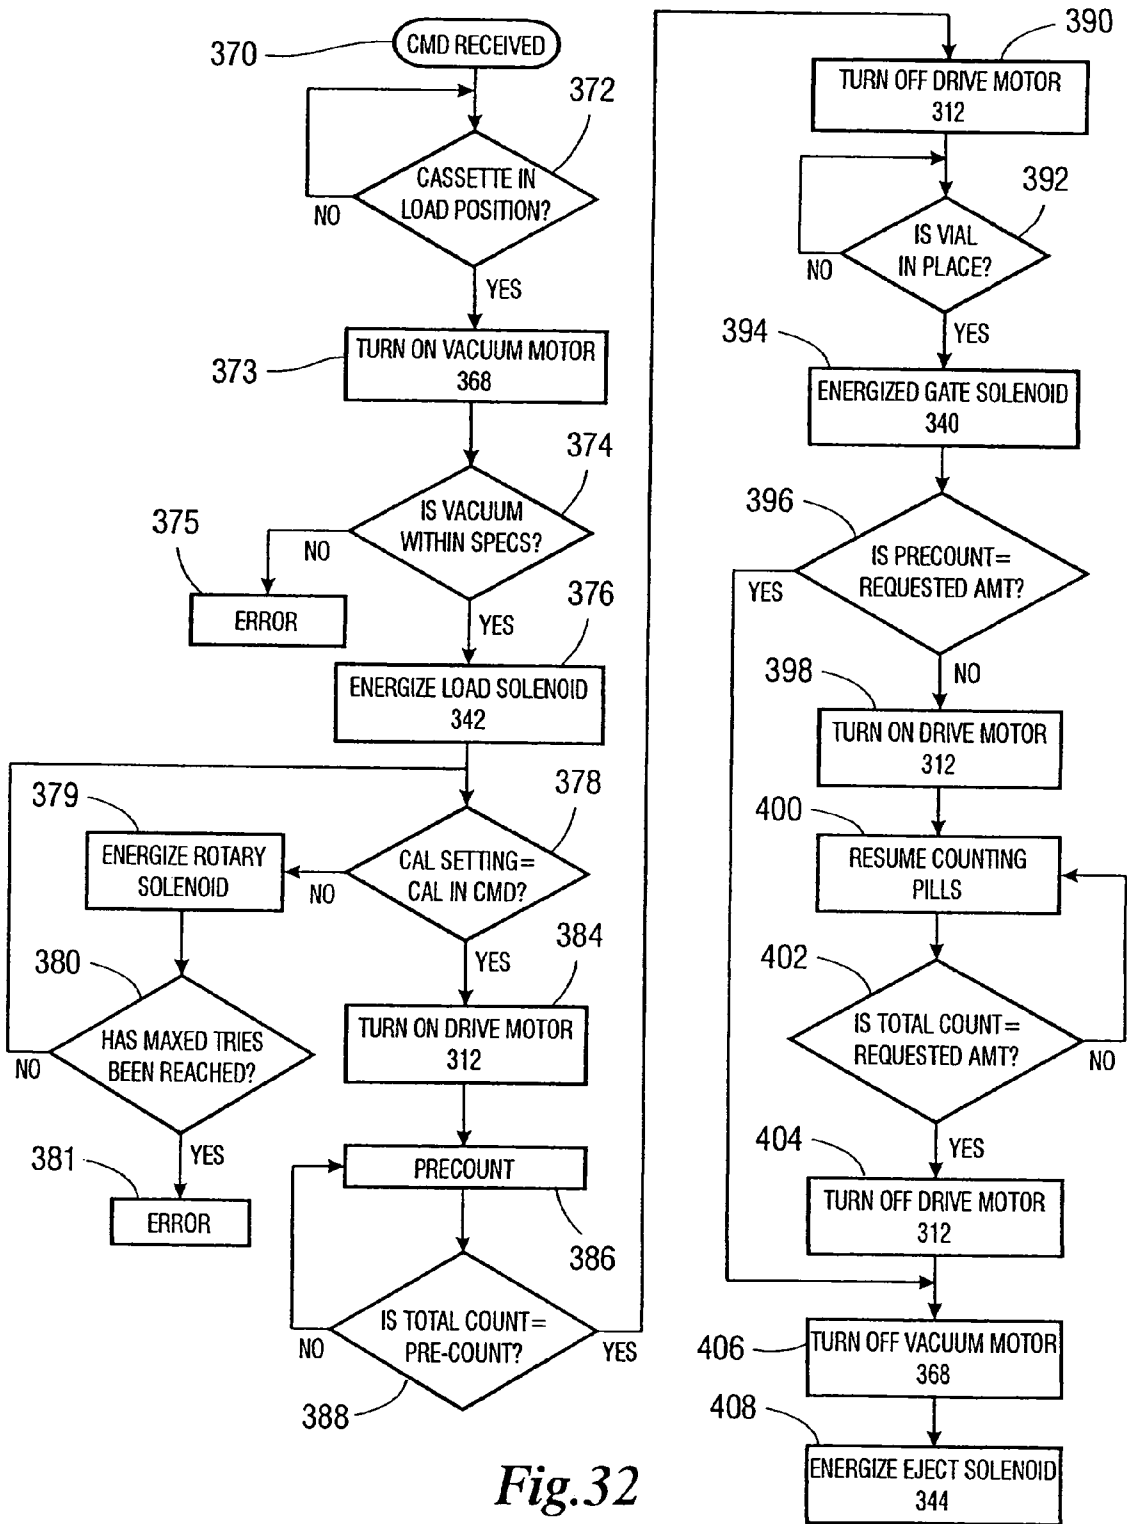 370
CMD RECEIVED
372
CASSETTE IN
LOAD POSITION?
NO
YES
373
TURN ON VACUUM MOTOR
368
374
IS VACUUM
WITHIN SPECS?
NO
375
ERROR
YES
376
ENERGIZE LOAD SOLENOID
342
378
CAL SETTING=
CAL IN CMD?
NO
379
ENERGIZE ROTARY
SOLENOID
380
HAS MAXED TRIES
BEEN REACHED?
NO
YES
381
ERROR
YES
384
TURN ON DRIVE MOTOR
312
PRECOUNT
386
IS TOTAL COUNT=
PRE-COUNT?
NO
YES
388
390
TURN OFF DRIVE MOTOR
312
392
IS VIAL
IN PLACE?
NO
YES
394
ENERGIZED GATE SOLENOID
340
396
IS PRECOUNT=
REQUESTED AMT?
YES
NO
398
TURN ON DRIVE MOTOR
312
400
RESUME COUNTING
PILLS
402
IS TOTAL COUNT=
REQUESTED AMT?
NO
YES
404
TURN OFF DRIVE MOTOR
312
406
TURN OFF VACUUM MOTOR
368
408
ENERGIZE EJECT SOLENOID
344
Fig.32